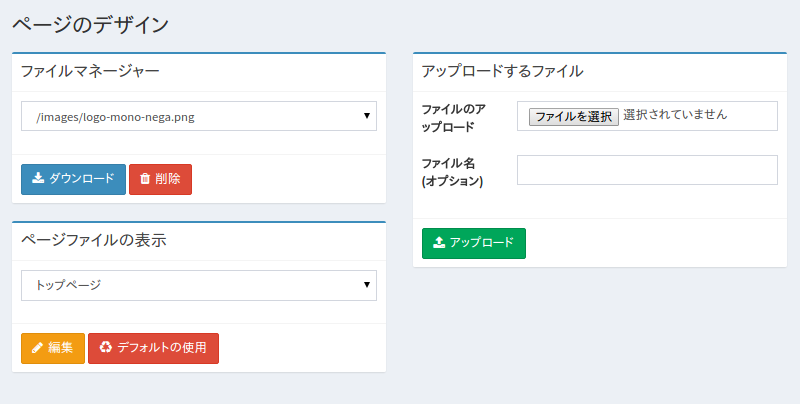 ページのデザイン
ファイルマネージャー
/images/logo-mono-nega.png
ダウンロード
削除
ページファイルの表示
トップページ
編集
デフォルトの使用
アップロードするファイル
ファイルのア
ップロード
ファイルを選択 選択されていません
ファイル名
(オプション)
アップロード